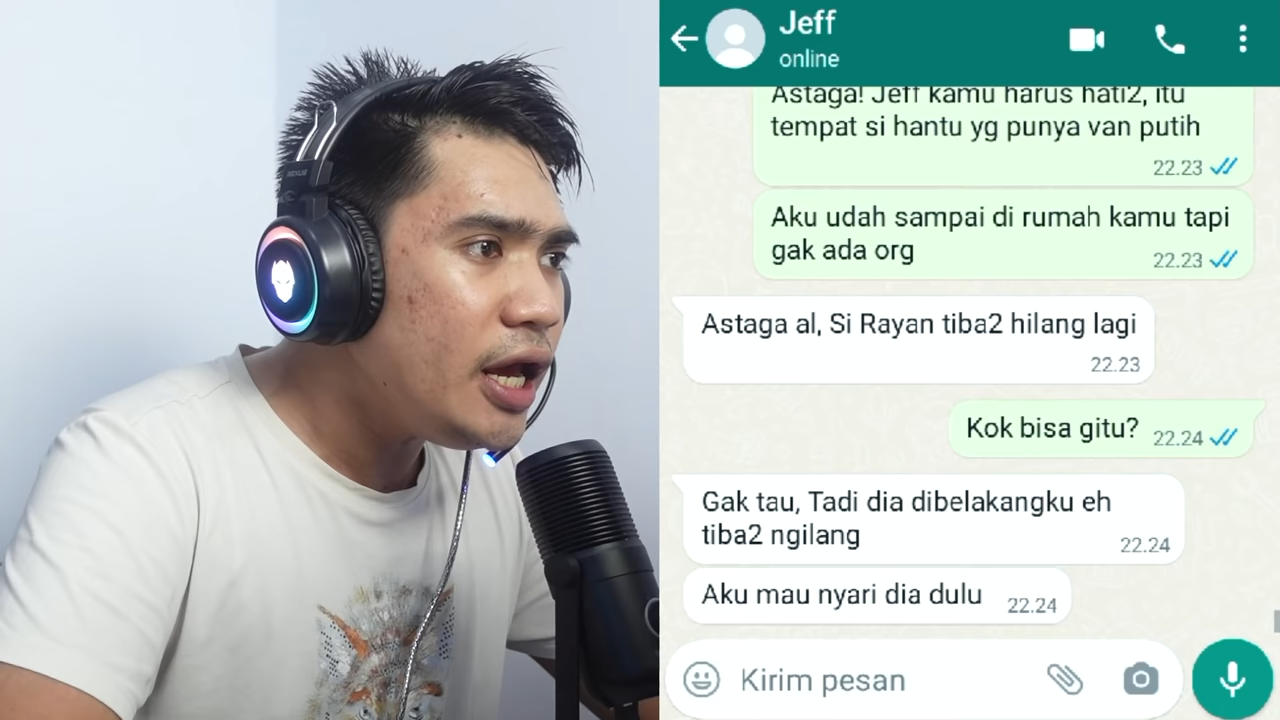 Jeff
online
Astaga! Jeff kamu harus hati2, itu
tempat si hantu yg punya van putih
22.23
Aku udah sampai di rumah kamu tapi
gak ada org
22.23
Astaga al, Si Rayan tiba2 hilang lagi
22.23
Kok bisa gitu?
22.24
Gak tau, Tadi dia dibelakangku eh
tiba2 ngilang
22.24
Aku mau nyari dia dulu
22.24
Kirim pesan